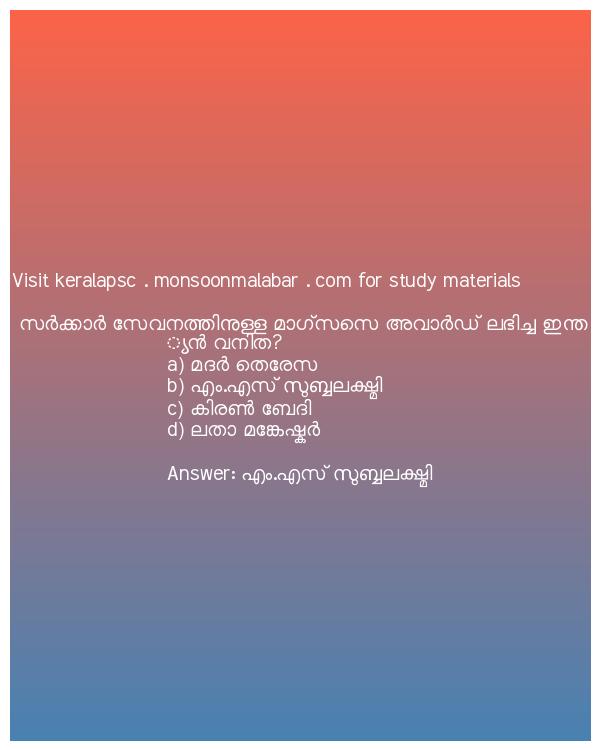 Visit keralapsc . monsoonmalabar . com for study materials
സർക്കാർ സേവനത്തിനുള്ള മാഗ്സസെ അവാർഡ് ലഭിച്ച ഇന്ത
്യൻ വനിത?
a) മദർ തെരേസ
b) എം.എസ് സുബ്ബലക്ഷ്മി
c) കിരൺ ബേദി
d) ലതാ മങ്കേഷ്കർ
Answer: എം.എസ് സുബ്ബലക്ഷ്മി